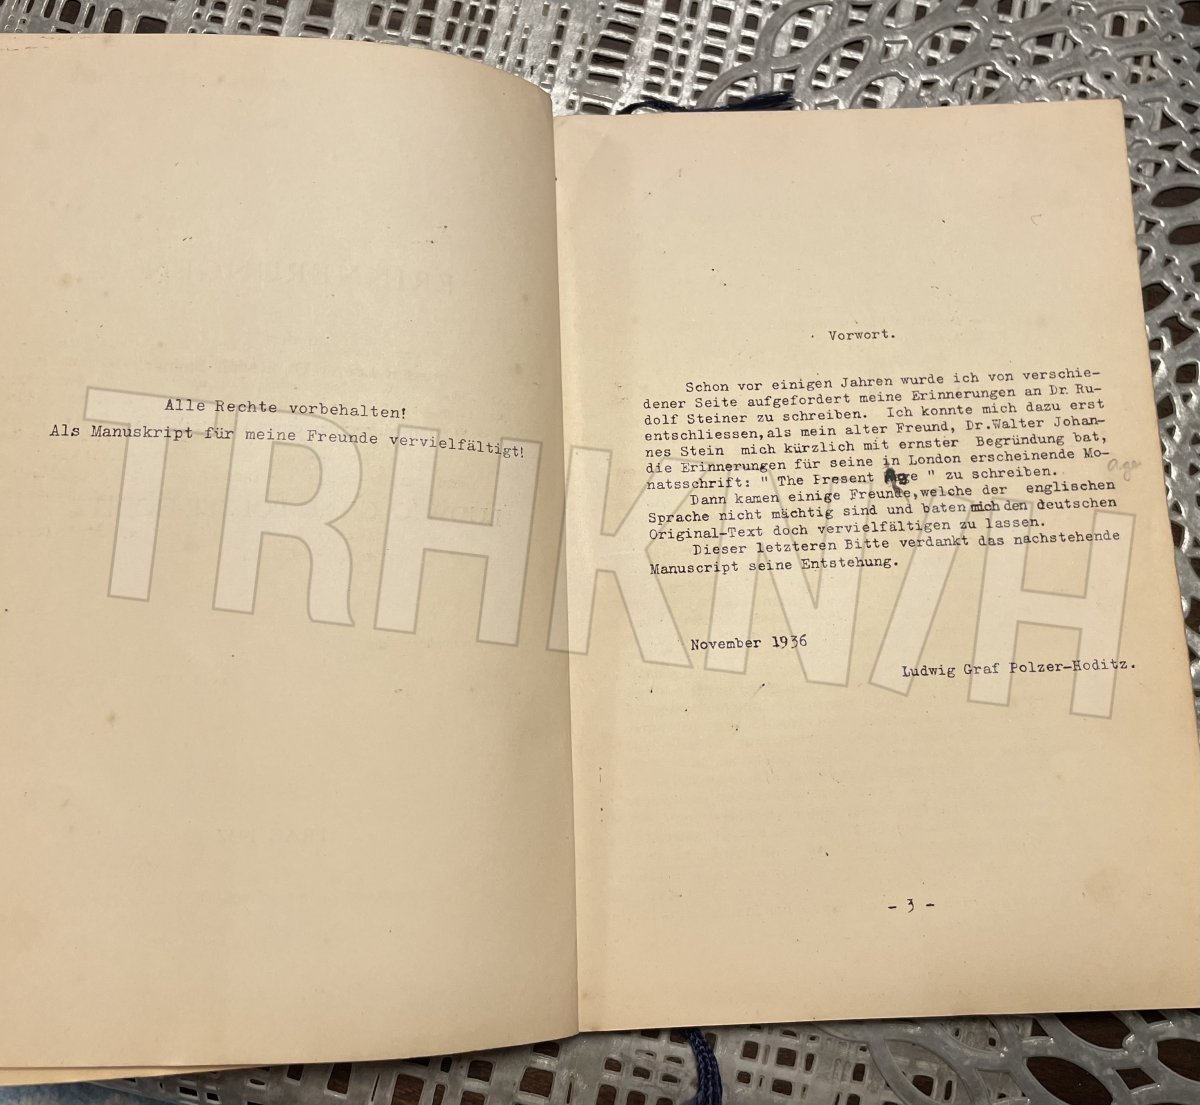 Alle Rechte vorbehalten!
Als Manuskript für meine Freunde vervielfältigt!
Vorwort.
Schon vor einigen Jahren wurde ich von verschie-
dener Seite aufgefordert meine Erinnerungen an Dr. Ru-
dolf Steiner zu schreiben. Ich konnte mich dazu erst
entschliessen, als mein alter Freund, Dr. Walter Johan-
nes Stein mich kürzlich mit ernster Begründung bat,
die Erinnerungen für seine in London erscheinende Mo-
natsschrift: " The Present Age " zu schreiben.
age
Dann kamen einige Freunde, welche der englischen
Sprache nicht mächtig sind und baten mich den deutschen
Original-Text doch vervielfältigen zu lassen.
Dieser letzteren Bitte verdankt das nachstehende
Manuscript seine Entstehung.
November 1936
Ludwig Graf Polzer-Hoditz.
- 3 -
TRHKN/H